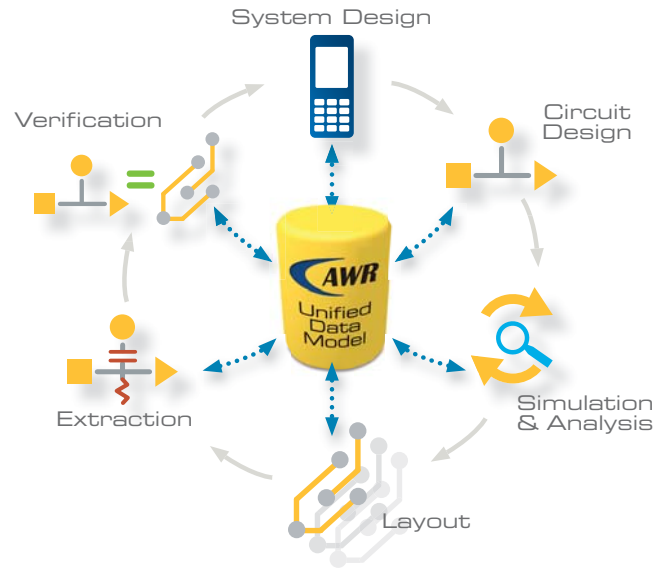 System Design
Circuit
Design
Verification
AWR
Unified
Data
Model
Extraction
Simulation
& Analysis
Layout